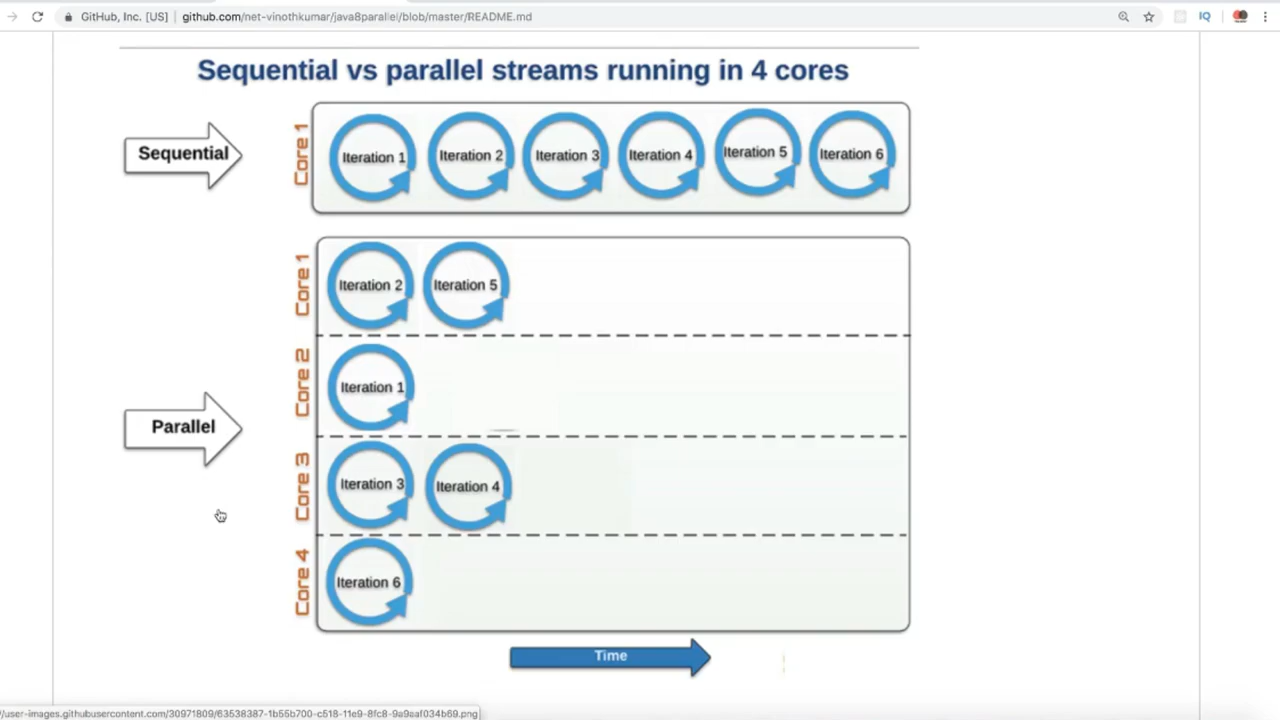 GitHub, Inc. [US] | github.com/net-vinothkumar/java8parallel/blob/master/README.md
IQ
Sequential vs parallel streams running in 4 cores
Sequential
Core 1
Iteration 1
Iteration 2
Iteration 3
Iteration 4
Iteration 5
Iteration 6
Parallel
Core 1
Iteration 2
Iteration 5
Core 2
Iteration 1
Core 3
Iteration 3
Iteration 4
Core 4
Iteration 6
Time